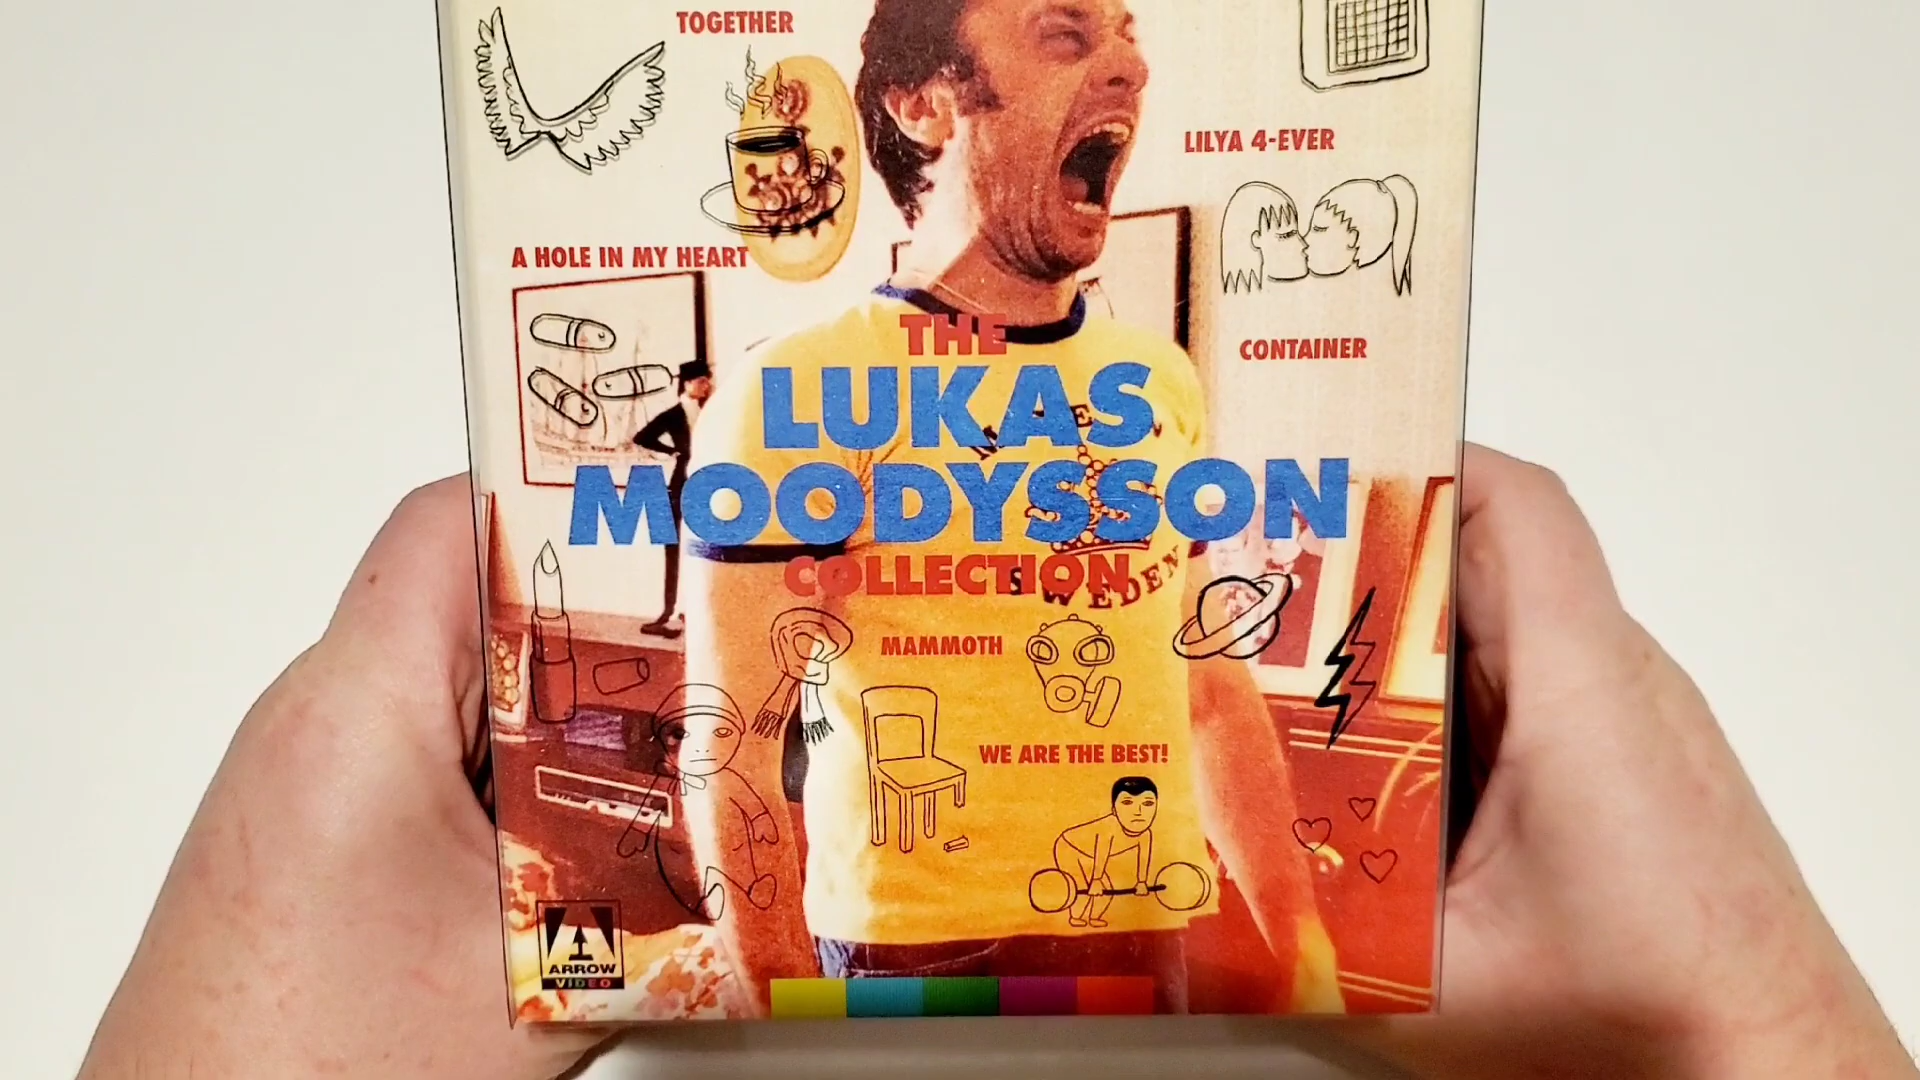 TOGETHER
LILYA 4-EVER
A HOLE IN MY HEART
CONTAINER
THE
LUKAS
MOODYSSON
COLLECTION
SWEDEN
MAMMOTH
WE ARE THE BEST!
ARROW
VIDEO